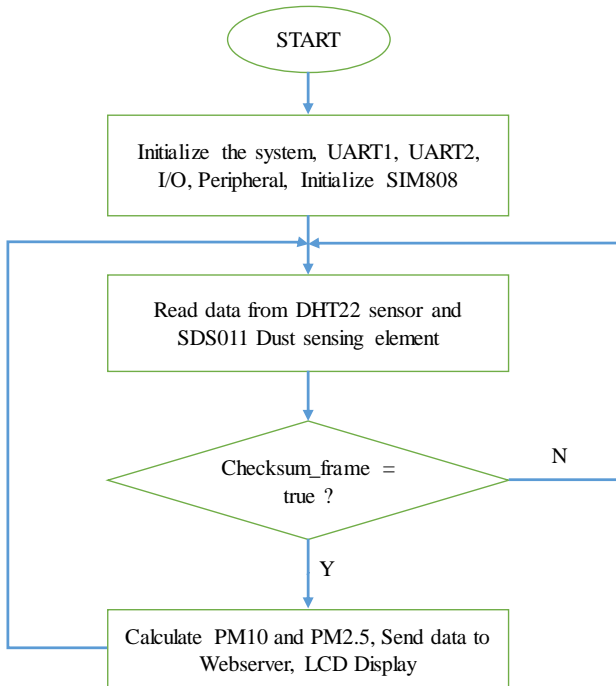 START
Initialize the system, UART1, UART2,
I/O, Peripheral, Initialize SIM808
Read data from DHT22 sensor and
SDS011 Dust sensing element
Checksum_frame =
true ?
N
Y
Calculate PM10 and PM2.5, Send data to
Webserver, LCD Display